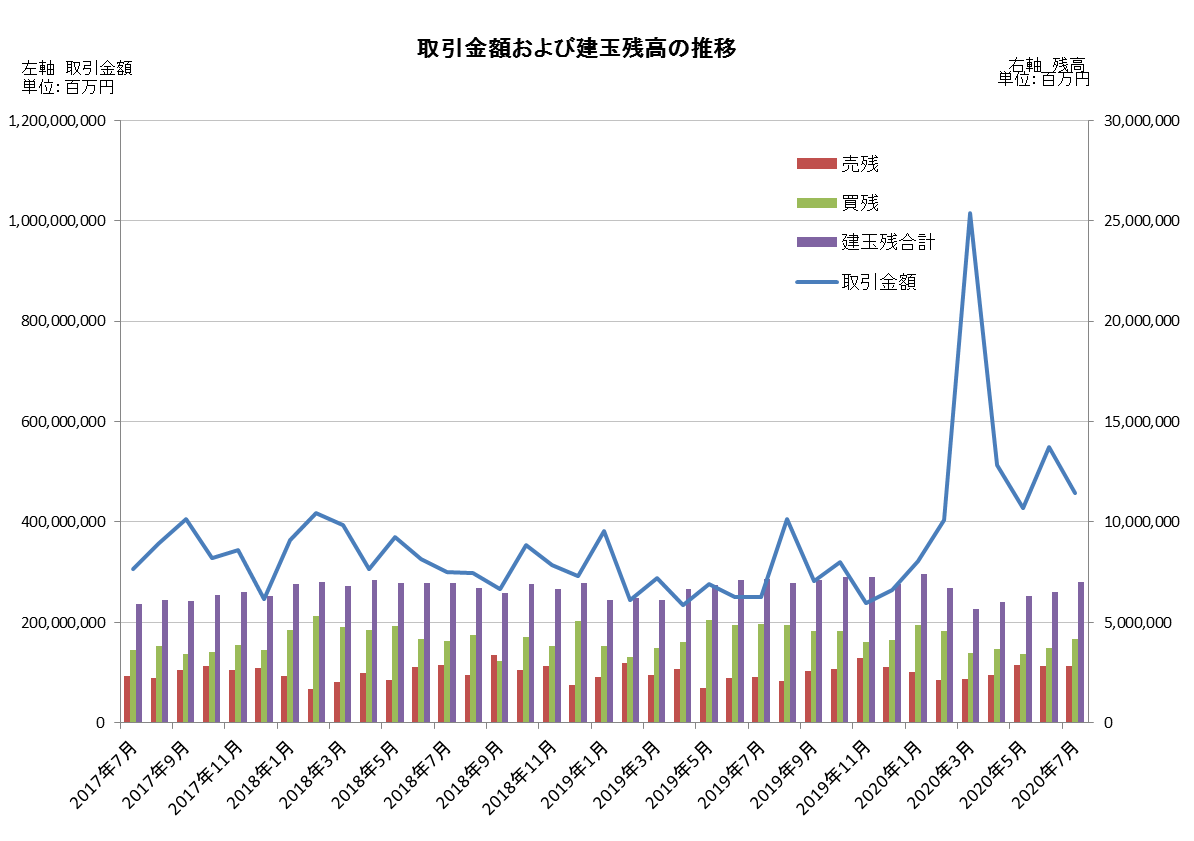 取引金額および建玉残高の推移
左軸 取引金額
単位: 百万円
右軸 残高
単位: 百万円
1,200,000,000
1,000,000,000
800,000,000
600,000,000
400,000,000
200,000,000
0
30,000,000
25,000,000
20,000,000
15,000,000
10,000,000
5,000,000
0
売残
買残
建玉残合計
取引金額
2017年7月
2017年9月
2017年11月
2018年1月
2018年3月
2018年5月
2018年7月
2018年9月
2018年11月
2019年1月
2019年3月
2019年5月
2019年7月
2019年9月
2019年11月
2020年1月
2020年3月
2020年5月
2020年7月